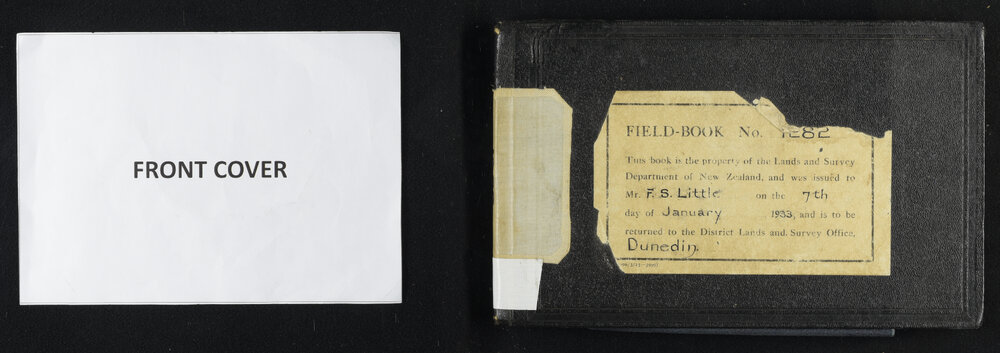 FRONT COVER
FIELD-BOOK No. 1282
This book is the property of the Lands and Survey
Department of New Zealand, and was issued to
Mr. F. S. Little on the 7th
day of January 1933, and is to be
returned to the District Lands and Survey Office,
Dunedin.